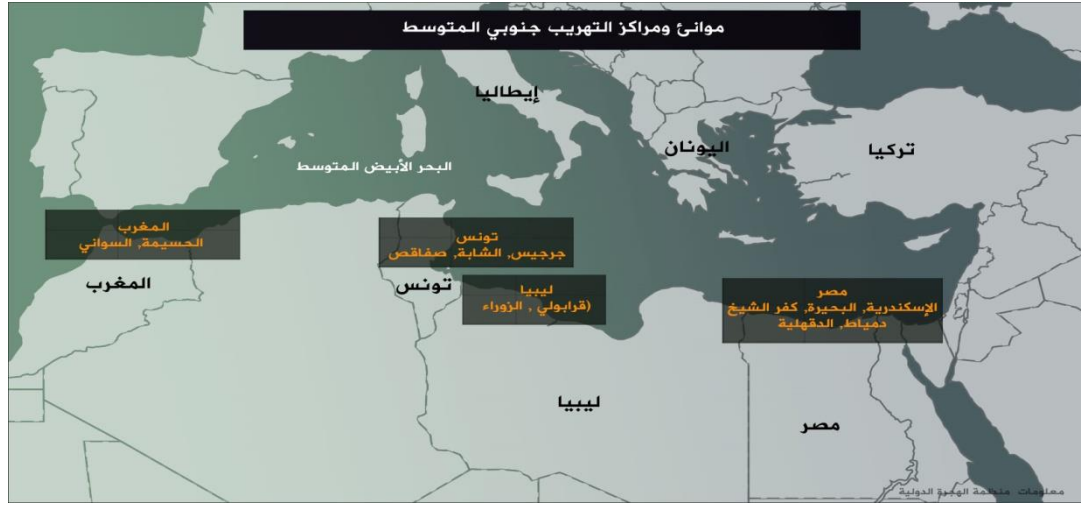 موانئ ومراكز التهريب جنوبي المتوسط
إيطاليا
اليونان
تركيا
البحر الأبيض المتوسط
المغرب
الحسيمة, السواني
تونس
جرجيس, الشابة, صفاقص
المغرب
تونس
ليبيا
(قرابولي , الزوراء
مصر
الإسكندرية, البحيرة, كفر الشيخ
دمياط, الدقهلية
ليبيا
مصر
معلومات منظمة الهجرة الدولية